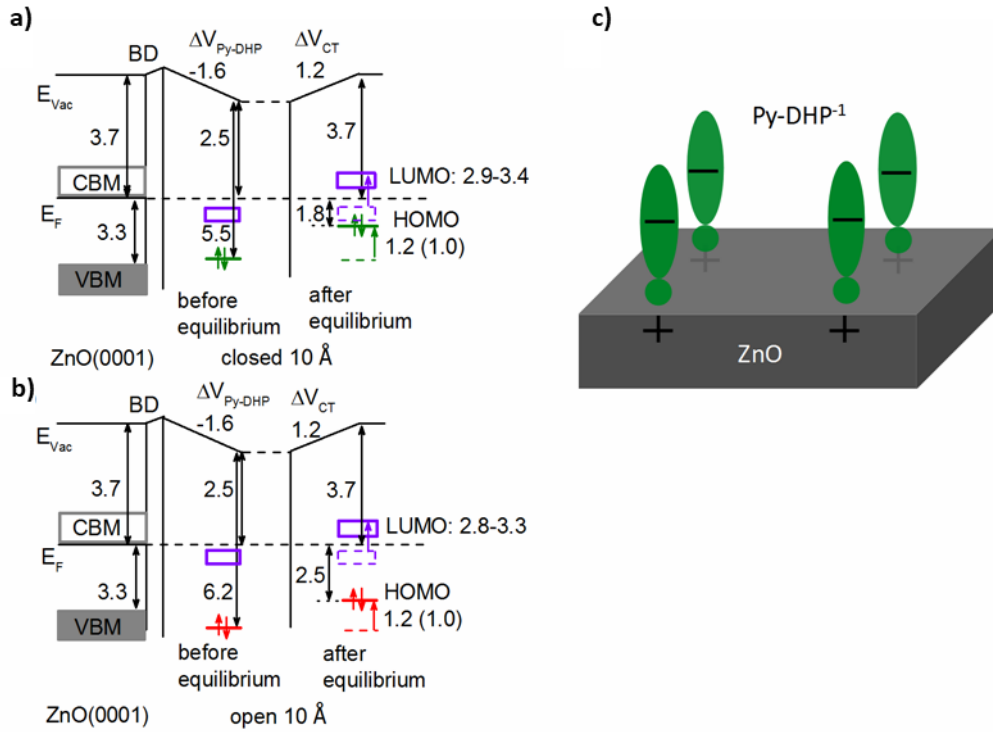 a)
BD
ΔV_Py-DHP
-1.6
ΔV_CT
1.2
E_Vac
3.7
2.5
3.7
CBM
LUMO: 2.9-3.4
E_F
3.3
5.5
1.8
HOMO
1.2 (1.0)
VBM
before
equilibrium
after
equilibrium
ZnO(0001)
closed 10 Å
b)
BD
ΔV_Py-DHP
-1.6
ΔV_CT
1.2
E_Vac
3.7
2.5
3.7
CBM
LUMO: 2.8-3.3
E_F
3.3
6.2
2.5
HOMO
1.2 (1.0)
VBM
before
equilibrium
after
equilibrium
ZnO(0001)
open 10 Å
c)
Py-DHP⁻¹
− −
− −
+ +
+ +
ZnO